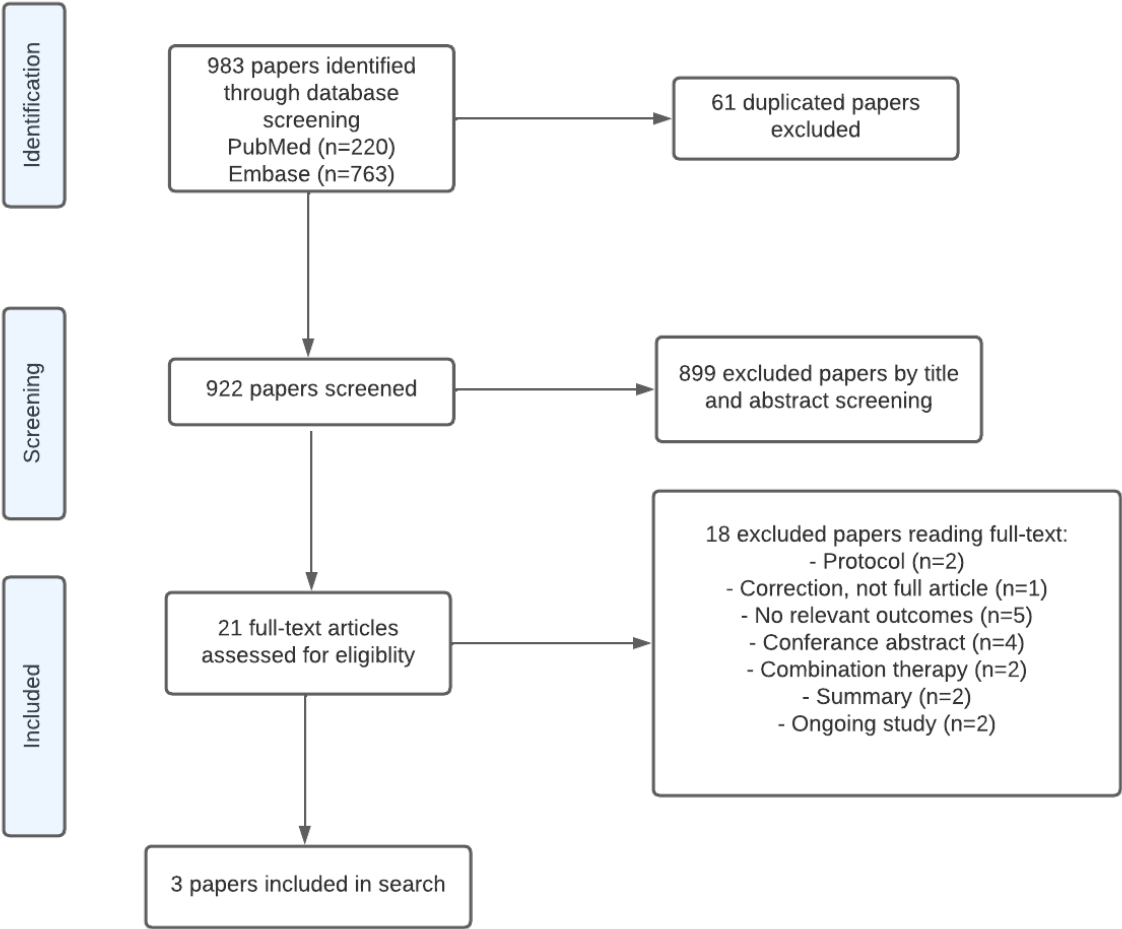 Identification
983 papers identified
through database
screening
PubMed (n=220)
Embase (n=763)
61 duplicated papers
excluded
Screening
922 papers screened
899 excluded papers by title
and abstract screening
Included
21 full-text articles
assessed for eligiblity
18 excluded papers reading full-text:
- Protocol (n=2)
- Correction, not full article (n=1)
- No relevant outcomes (n=5)
- Conferance abstract (n=4)
- Combination therapy (n=2)
- Summary (n=2)
- Ongoing study (n=2)
3 papers included in search